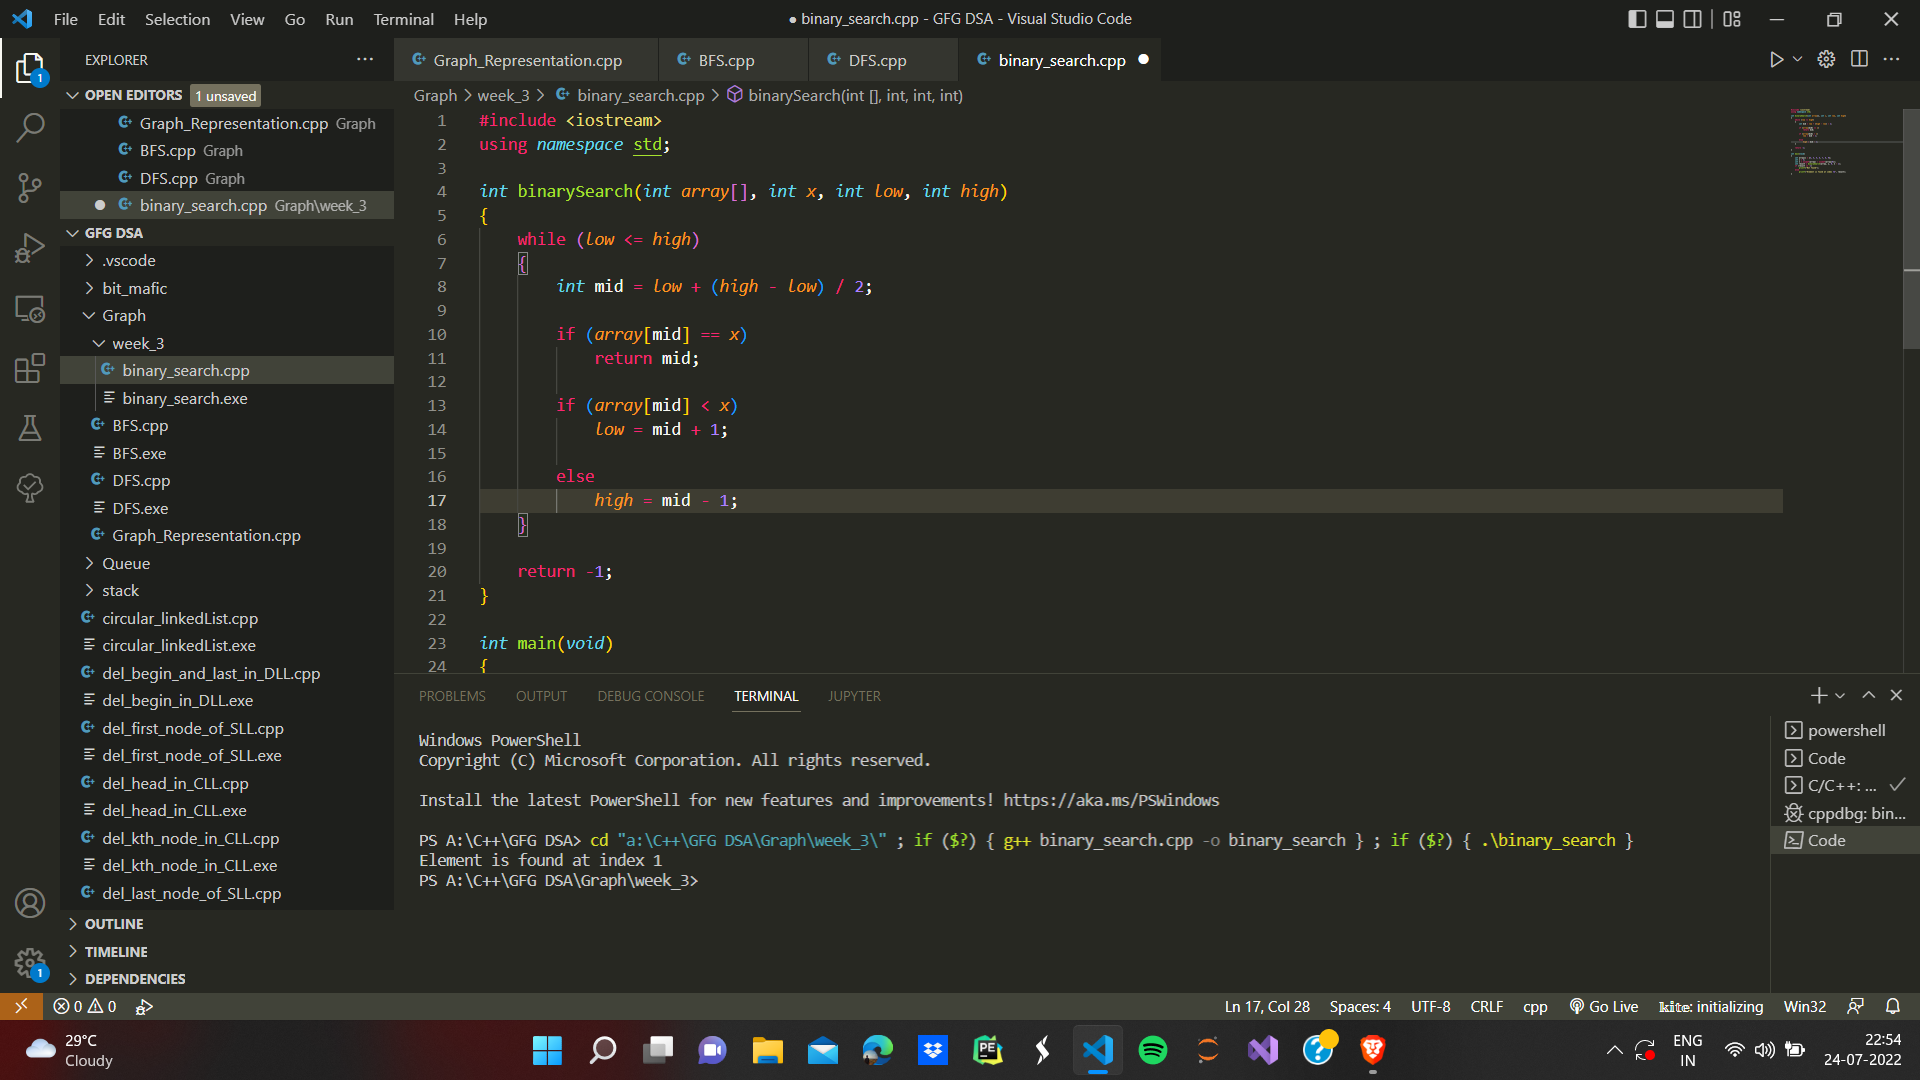 File Edit Selection View Go Run Terminal Help
● binary_search.cpp - GFG DSA - Visual Studio Code
EXPLORER
OPEN EDITORS 1 unsaved
Graph_Representation.cpp Graph
BFS.cpp Graph
DFS.cpp Graph
binary_search.cpp Graph\week_3
GFG DSA
.vscode
bit_mafic
Graph
week_3
binary_search.cpp
binary_search.exe
BFS.cpp
BFS.exe
DFS.cpp
DFS.exe
Graph_Representation.cpp
Queue
stack
circular_linkedList.cpp
circular_linkedList.exe
del_begin_and_last_in_DLL.cpp
del_begin_in_DLL.exe
del_first_node_of_SLL.cpp
del_first_node_of_SLL.exe
del_head_in_CLL.cpp
del_head_in_CLL.exe
del_kth_node_in_CLL.cpp
del_kth_node_in_CLL.exe
del_last_node_of_SLL.cpp
OUTLINE
TIMELINE
DEPENDENCIES
1
1
Graph_Representation.cpp BFS.cpp DFS.cpp binary_search.cpp
Graph > week_3 > binary_search.cpp > binarySearch(int [], int, int, int)
1 #include <iostream>
2 using namespace std;
3
4 int binarySearch(int array[], int x, int low, int high)
5 {
6 while (low <= high)
7 {
8 int mid = low + (high - low) / 2;
9
10 if (array[mid] == x)
11 return mid;
12
13 if (array[mid] < x)
14 low = mid + 1;
15
16 else
17 high = mid - 1;
18 }
19
20 return -1;
21 }
22
23 int main(void)
24 {
PROBLEMS OUTPUT DEBUG CONSOLE TERMINAL JUPYTER
Windows PowerShell
Copyright (C) Microsoft Corporation. All rights reserved.
Install the latest PowerShell for new features and improvements! https://aka.ms/PSWindows
PS A:\C++\GFG DSA> cd "a:\C++\GFG DSA\Graph\week_3\" ; if ($?) { g++ binary_search.cpp -o binary_search } ; if ($?) { .\binary_search }
Element is found at index 1
PS A:\C++\GFG DSA\Graph\week_3>
powershell
Code
C/C++: ...
cppdbg: bin...
Code
0 0
Ln 17, Col 28 Spaces: 4 UTF-8 CRLF cpp Go Live kite: initializing Win32
29°C
Cloudy
PE
ENG
IN
22:54
24-07-2022